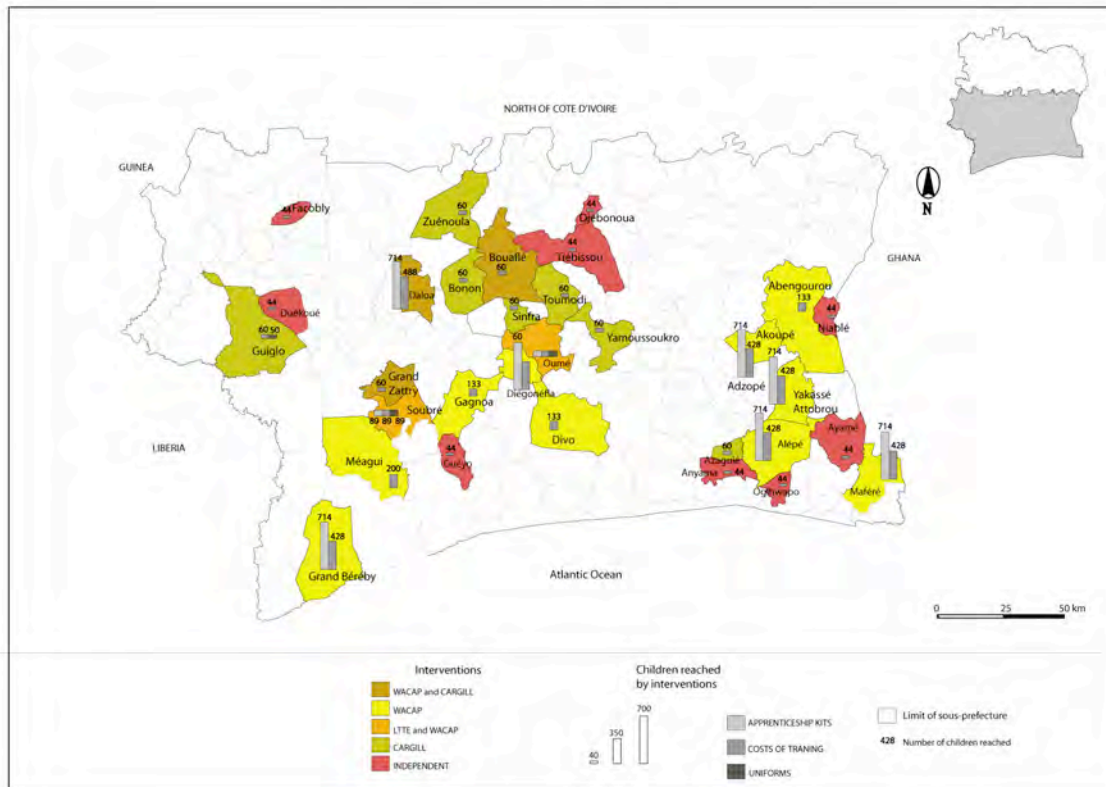 NORTH OF COTE D'IVOIRE
GUINEA
N
GHANA
LIBERIA
44
Facobly
60
Zuénoula
44
Djébonoua
44
Trébissou
Bouaflé
60
714
488
Daloa
60
Bonon
60
Toumodi
60
Sinfra
60
Yamoussoukro
Abengourou
133
44
Niablé
44
Duékoué
60 50
Guiglo
60
Oumé
Diegonéfla
714
Akoupé
428
Adzopé
714
428
Yakassé
Attobrou
Grand
Zattry
60
Soubré
89 89 89
133
Gagnoa
133
Divo
714
428
Alépé
Ayamé
44
714
428
Maféré
60
Azaguié
Anyama
44
44
Oghwapo
44
Guéyo
Méagui
200
714
428
Grand Béréby
Atlantic Ocean
0 25 50 km
Interventions
WACAP and CARGILL
WACAP
LTTE and WACAP
CARGILL
INDEPENDENT
Children reached
by interventions
40
350
700
APPRENTICESHIP KITS
COSTS OF TRANING
UNIFORMS
Limit of sous-prefecture
428 Number of children reached